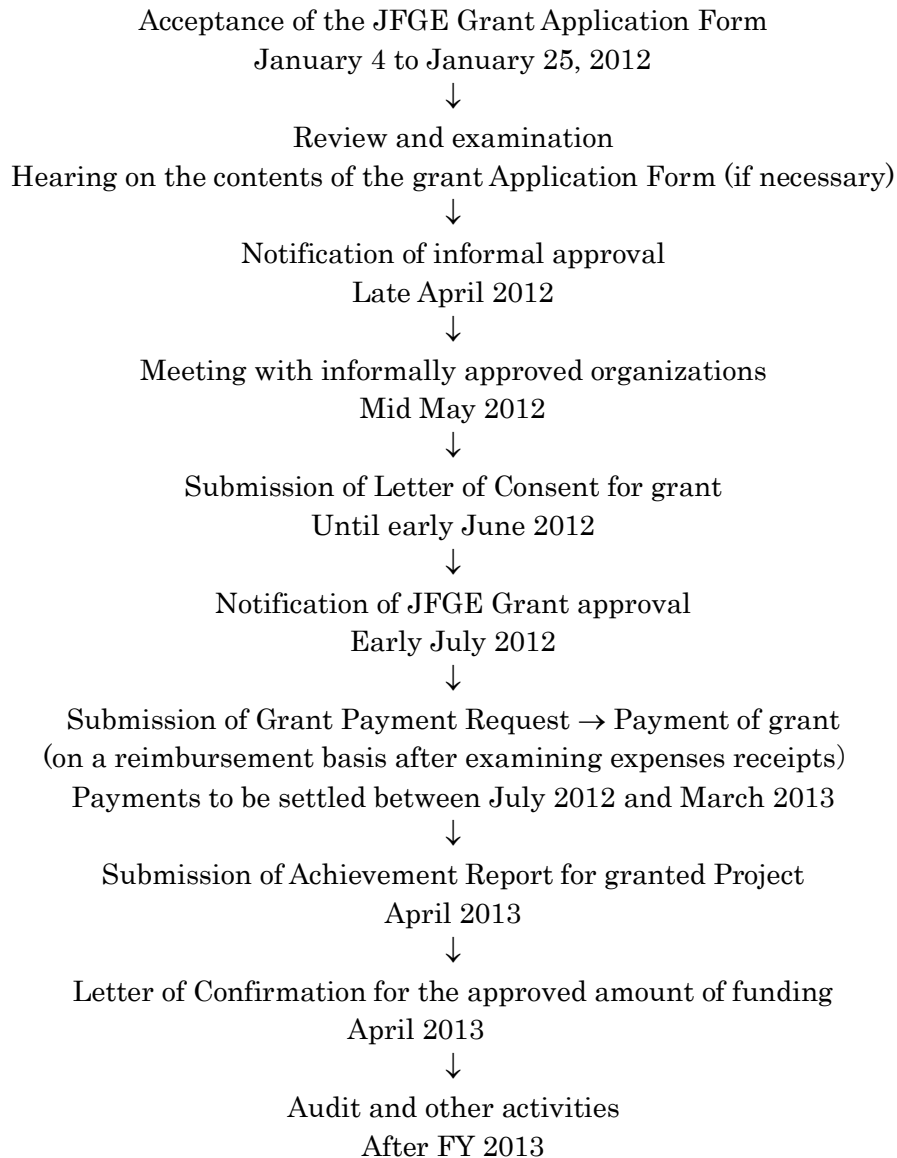 Acceptance of the JFGE Grant Application Form
January 4 to January 25, 2012
↓
Review and examination
Hearing on the contents of the grant Application Form (if necessary)
↓
Notification of informal approval
Late April 2012
↓
Meeting with informally approved organizations
Mid May 2012
↓
Submission of Letter of Consent for grant
Until early June 2012
↓
Notification of JFGE Grant approval
Early July 2012
↓
Submission of Grant Payment Request → Payment of grant
(on a reimbursement basis after examining expenses receipts)
Payments to be settled between July 2012 and March 2013
↓
Submission of Achievement Report for granted Project
April 2013
↓
Letter of Confirmation for the approved amount of funding
April 2013
↓
Audit and other activities
After FY 2013